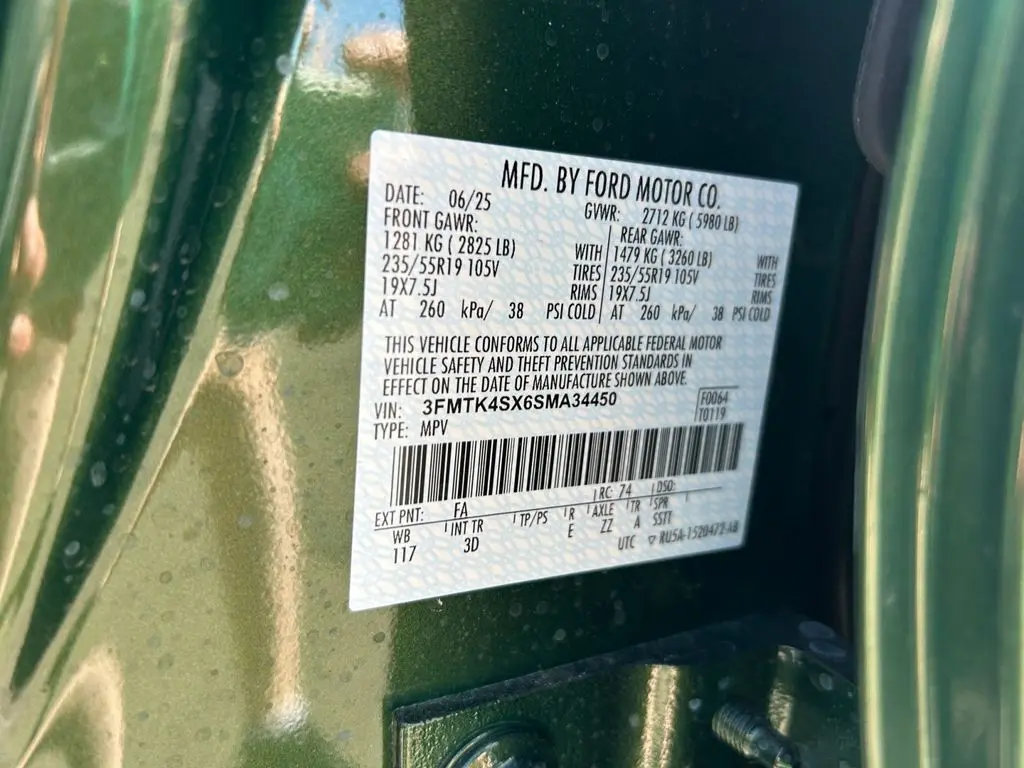 MFD. BY FORD MOTOR CO.
DATE: 06/25 GVWR: 2712 KG ( 5980 LB)
FRONT GAWR: REAR GAWR:
1281 KG ( 2825 LB) WITH 1479 KG ( 3260 LB) WITH
235/55R19 105V TIRES 235/55R19 105V TIRES
19X7.5J RIMS 19X7.5J RIMS
AT 260 kPa/ 38 PSI COLD AT 260 kPa/ 38 PSI COLD
THIS VEHICLE CONFORMS TO ALL APPLICABLE FEDERAL MOTOR
VEHICLE SAFETY AND THEFT PREVENTION STANDARDS IN
EFFECT ON THE DATE OF MANUFACTURE SHOWN ABOVE.
VIN: 3FMTK4SX6SMA34450 F0064
TYPE: MPV T0119
EXT PNT: FA RC: 74 DSO:
WB INT TR TP/PS R AXLE TR SPR
117 3D E ZZ A SSTT
UTC ▽ RU5A-1520472-AB